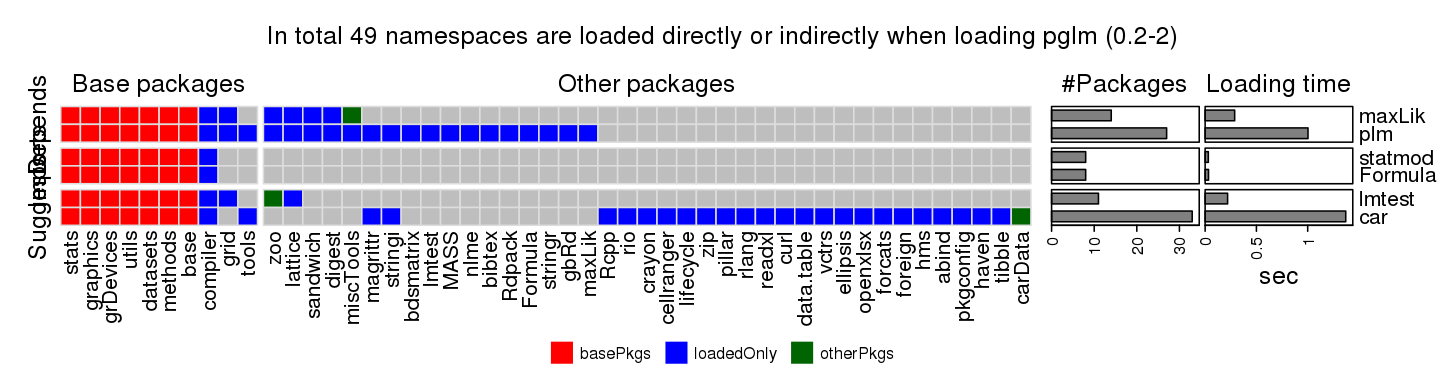 In total 49 namespaces are loaded directly or indirectly when loading pglm (0.2-2)
Base packages
Other packages
#Packages
Loading time
Depends
Imports
Suggests
maxLik
plm
statmod
Formula
lmtest
car
stats
graphics
grDevices
utils
datasets
methods
base
compiler
grid
tools
zoo
lattice
sandwich
digest
miscTools
magrittr
stringi
bdsmatrix
lmtest
MASS
nlme
bibtex
Rdpack
Formula
stringr
gbRd
maxLik
Rcpp
rio
crayon
cellranger
lifecycle
zip
pillar
rlang
readxl
curl
data.table
vctrs
ellipsis
openxlsx
forcats
foreign
hms
abind
pkgconfig
haven
tibble
carData
0 10 20 30
0 0.5 1
sec
basePkgs loadedOnly otherPkgs